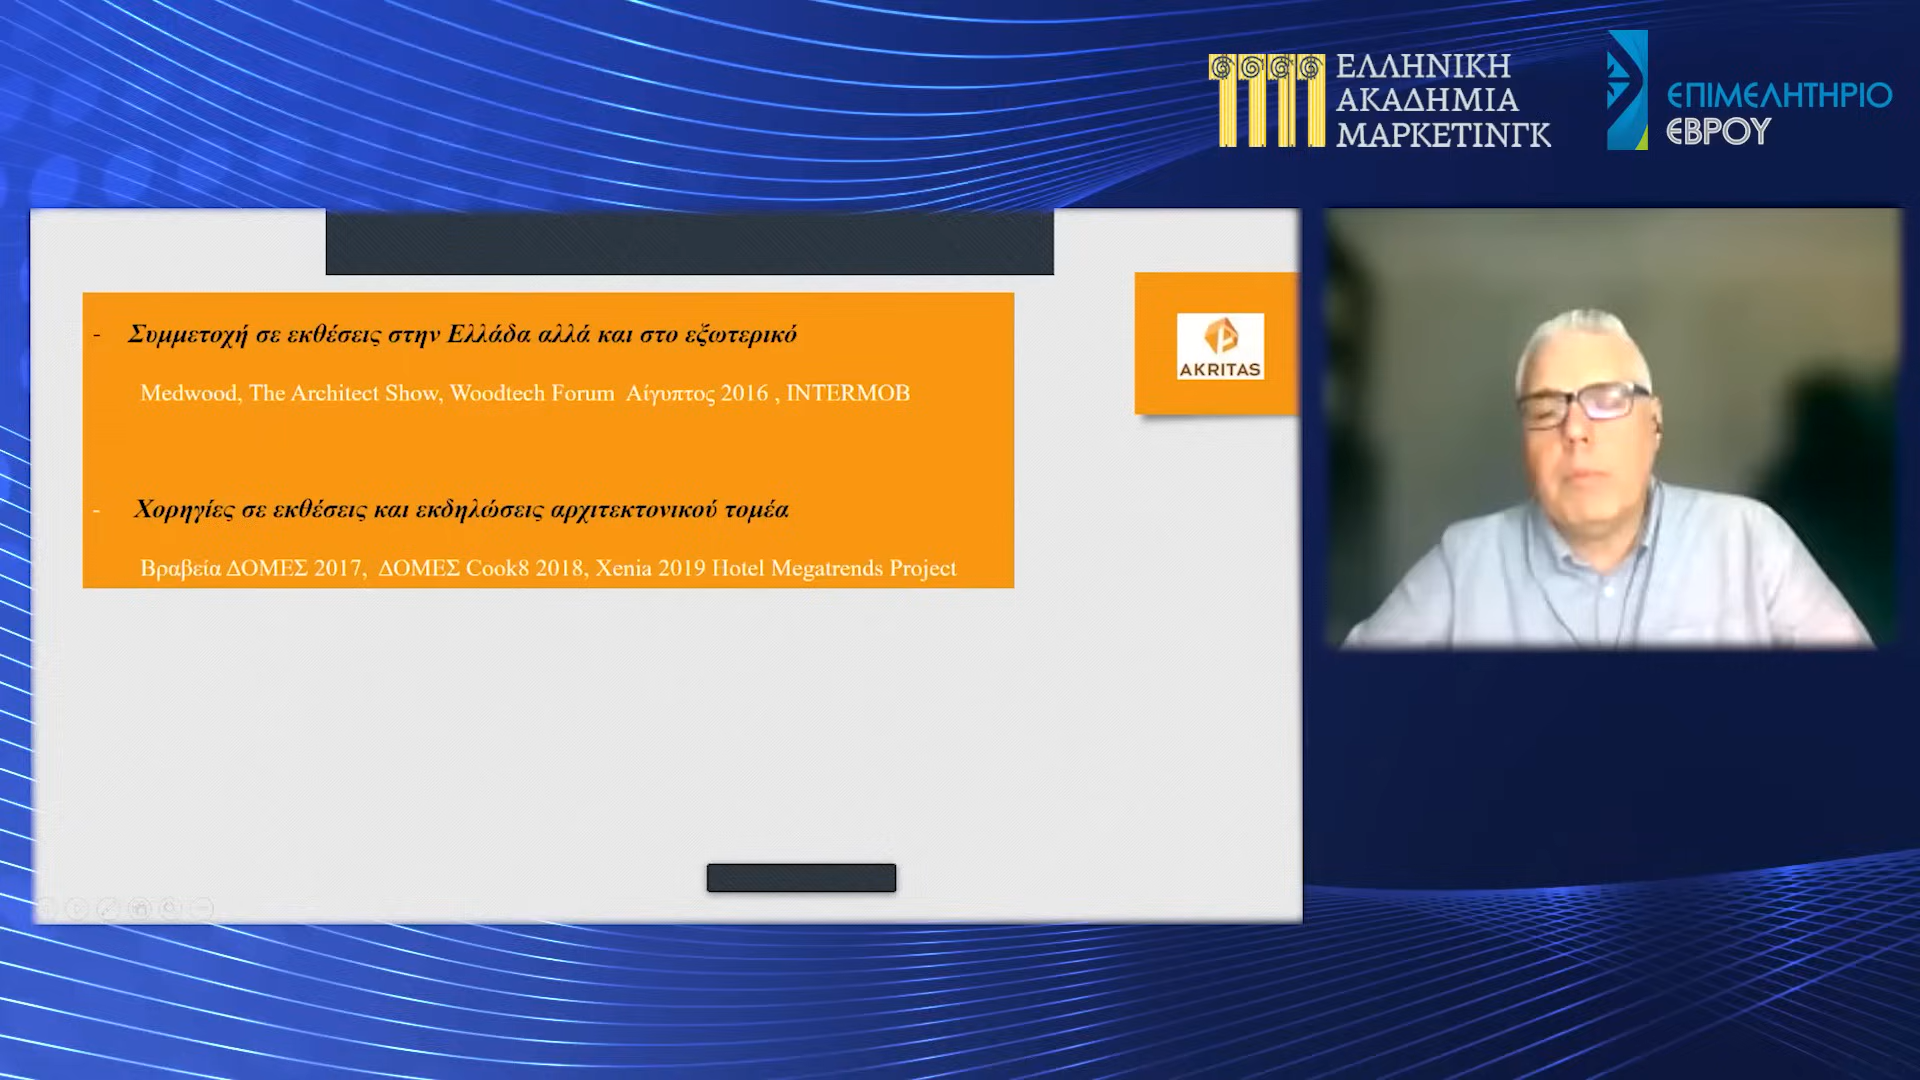 ΕΛΛΗΝΙΚΗ
ΑΚΑΔΗΜΙΑ
ΜΑΡΚΕΤΙΝΓΚ
ΕΠΙΜΕΛΗΤΗΡΙΟ
ΕΒΡΟΥ
- Συμμετοχή σε εκθέσεις στην Ελλάδα αλλά και στο εξωτερικό
Medwood, The Architect Show, Woodtech Forum Αίγυπτος 2016 , INTERMOB
- Χορηγίες σε εκθέσεις και εκδηλώσεις αρχιτεκτονικού τομέα
Βραβεία ΔΟΜΕΣ 2017, ΔΟΜΕΣ Cook8 2018, Xenia 2019 Hotel Megatrends Project
AKRITAS